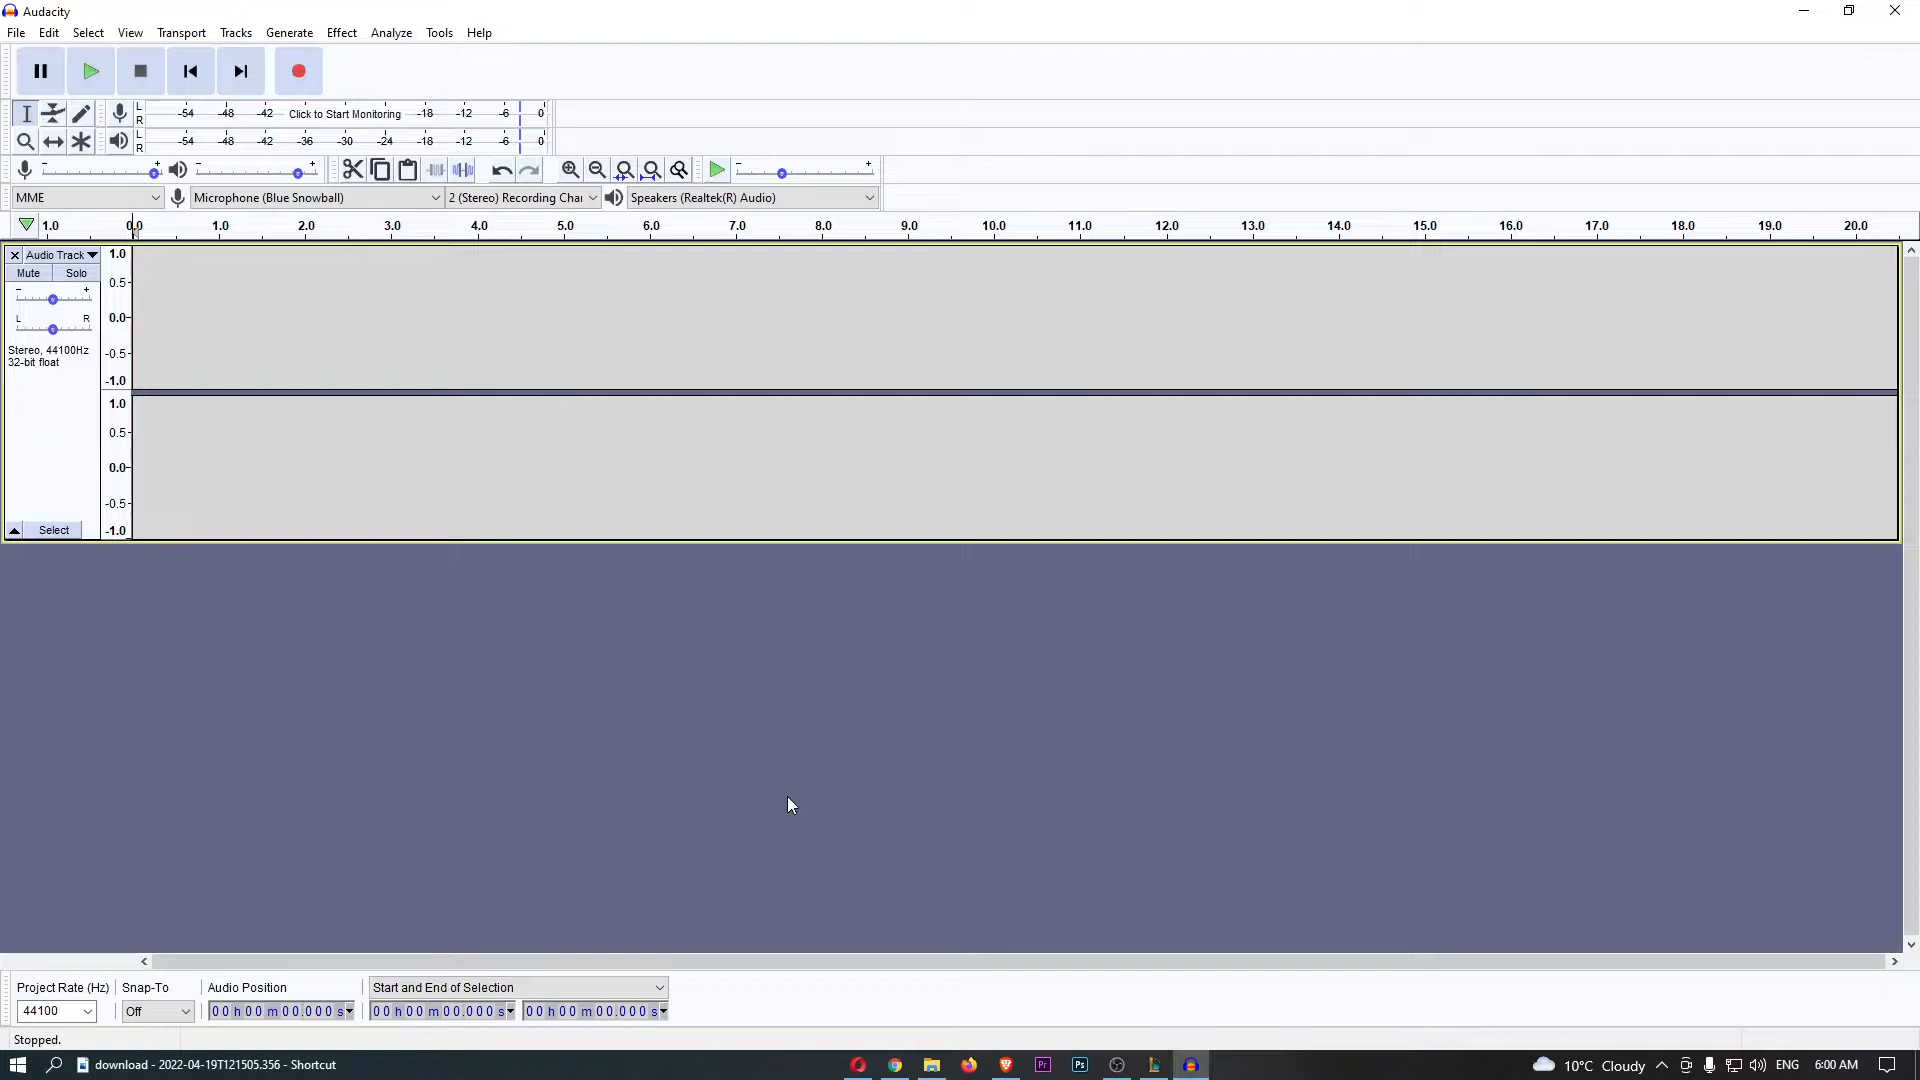 Audacity
File Edit Select View Transport Tracks Generate Effect Analyze Tools Help
L R -54 -48 -42 Click to Start Monitoring -18 -12 -6 0
L R -54 -48 -42 -36 -30 -24 -18 -12 -6 0
- + - + - +
MME Microphone (Blue Snowball) 2 (Stereo) Recording Chai Speakers (Realtek(R) Audio)
1.0 0.0 1.0 2.0 3.0 4.0 5.0 6.0 7.0 8.0 9.0 10.0 11.0 12.0 13.0 14.0 15.0 16.0 17.0 18.0 19.0 20.0
Audio Track 1.0
Mute Solo
- + 0.5
L R 0.0
Stereo, 44100Hz -0.5
32-bit float
-1.0
1.0
0.5
0.0
-0.5
Select -1.0
Project Rate (Hz) Snap-To Audio Position Start and End of Selection
44100 Off 00 h 00 m 00.000 s 00 h 00 m 00.000 s 00 h 00 m 00.000 s
Stopped.
download - 2022-04-19T121505.356 - Shortcut Pr Ps 10°C Cloudy ENG 6:00 AM